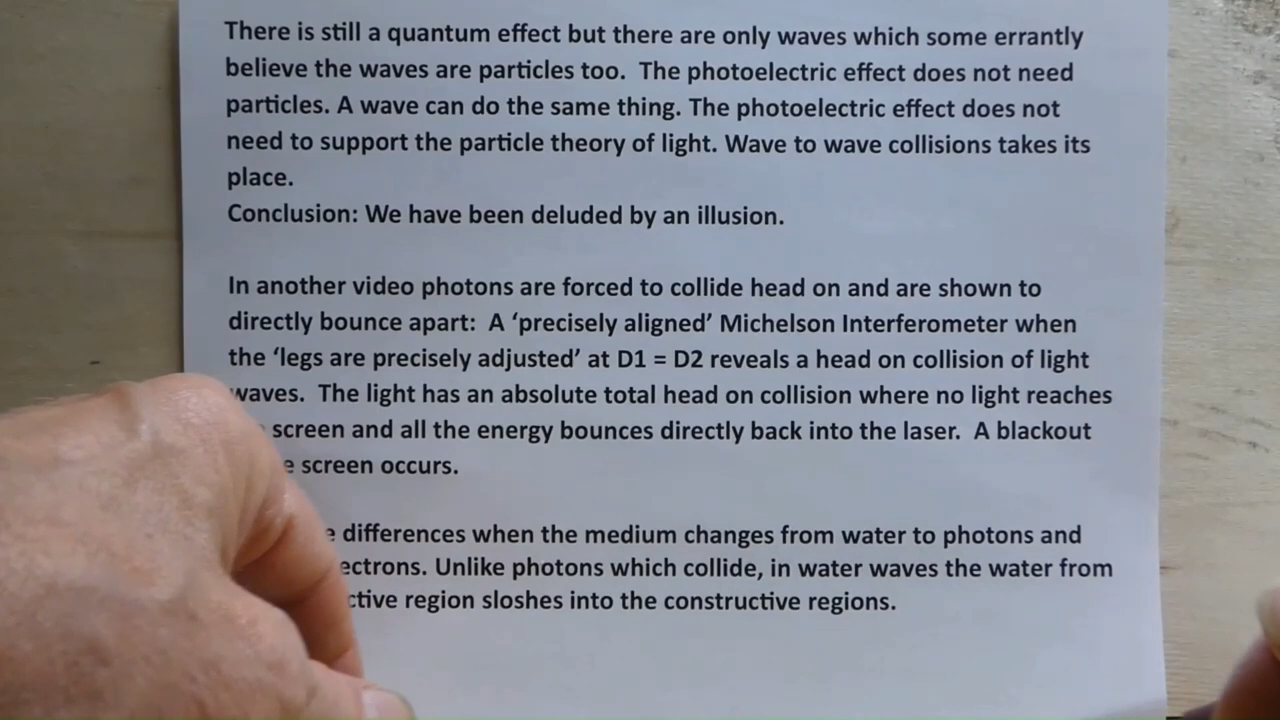 There is still a quantum effect but there are only waves which some errantly
believe the waves are particles too.  The photoelectric effect does not need
particles. A wave can do the same thing. The photoelectric effect does not
need to support the particle theory of light. Wave to wave collisions takes its
place.
Conclusion: We have been deluded by an illusion.
In another video photons are forced to collide head on and are shown to
directly bounce apart:  A ‘precisely aligned’ Michelson Interferometer when
the ‘legs are precisely adjusted’ at D1 = D2 reveals a head on collision of light
waves.  The light has an absolute total head on collision where no light reaches
screen and all the energy bounces directly back into the laser.  A blackout
screen occurs.
differences when the medium changes from water to photons and
Unlike photons which collide, in water waves the water from
region sloshes into the constructive regions.